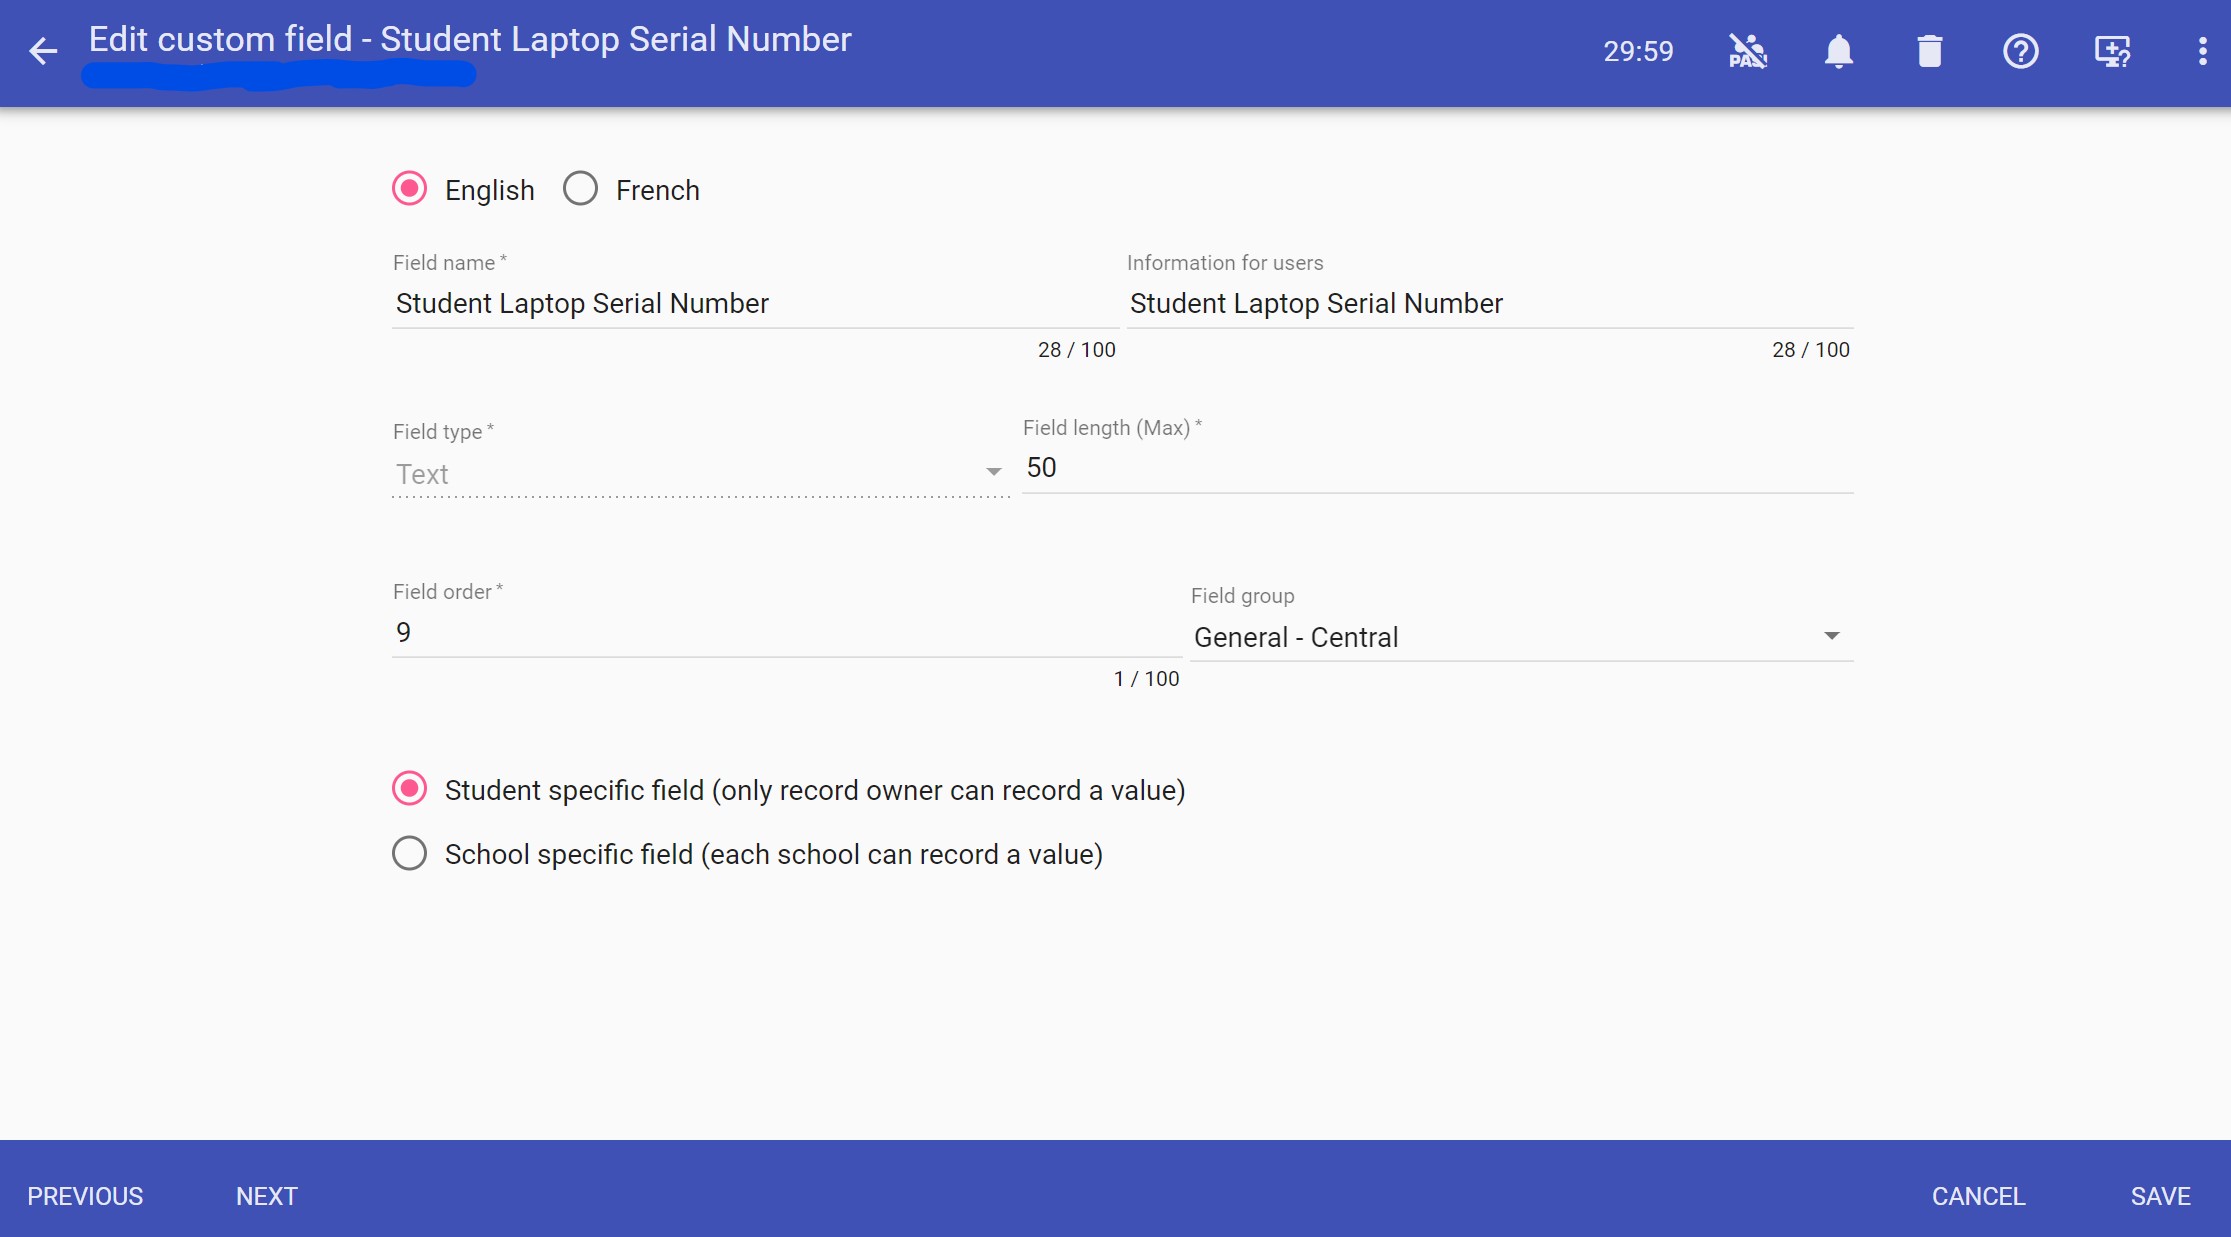 Edit custom field - Student Laptop Serial Number
29:59
PASI
English
French
Field name *
Information for users
Student Laptop Serial Number
Student Laptop Serial Number
28 / 100
28 / 100
Field type *
Field length (Max) *
Text
50
Field order *
Field group
9
General - Central
1 / 100
Student specific field (only record owner can record a value)
School specific field (each school can record a value)
PREVIOUS
NEXT
CANCEL
SAVE